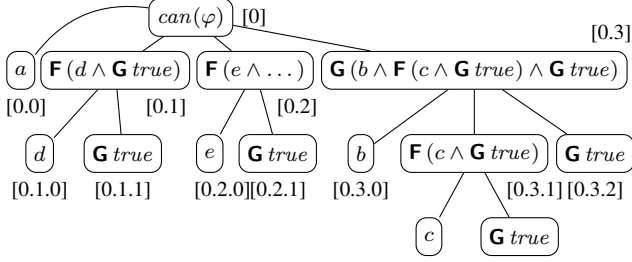 can(φ) [0]
[0.3]
a F (d ∧ G true) F (e ∧ ...) G (b ∧ F (c ∧ G true) ∧ G true)
[0.0] [0.1] [0.2]
d G true e G true b F (c ∧ G true) G true
[0.1.0] [0.1.1] [0.2.0] [0.2.1] [0.3.0] [0.3.1] [0.3.2]
c G true